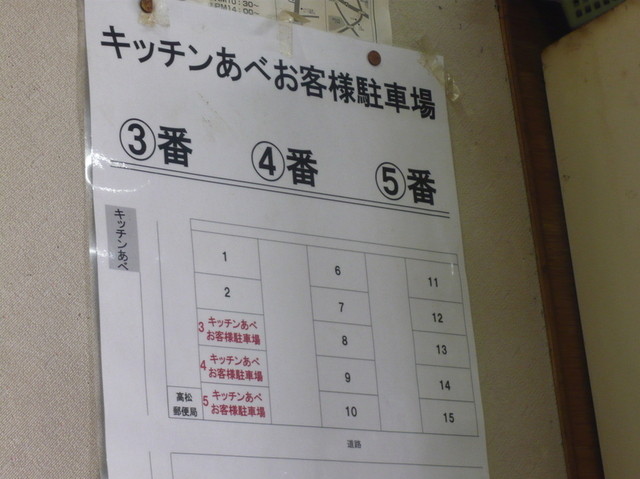 キッチンあべお客様駐車場
③番 ④番 ⑤番
キッチンあべ
1
2
3 キッチンあべ
お客様駐車場
4 キッチンあべ
お客様駐車場
5 キッチンあべ
お客様駐車場
高松
郵便局
6
7
8
9
10
11
12
13
14
15
道路